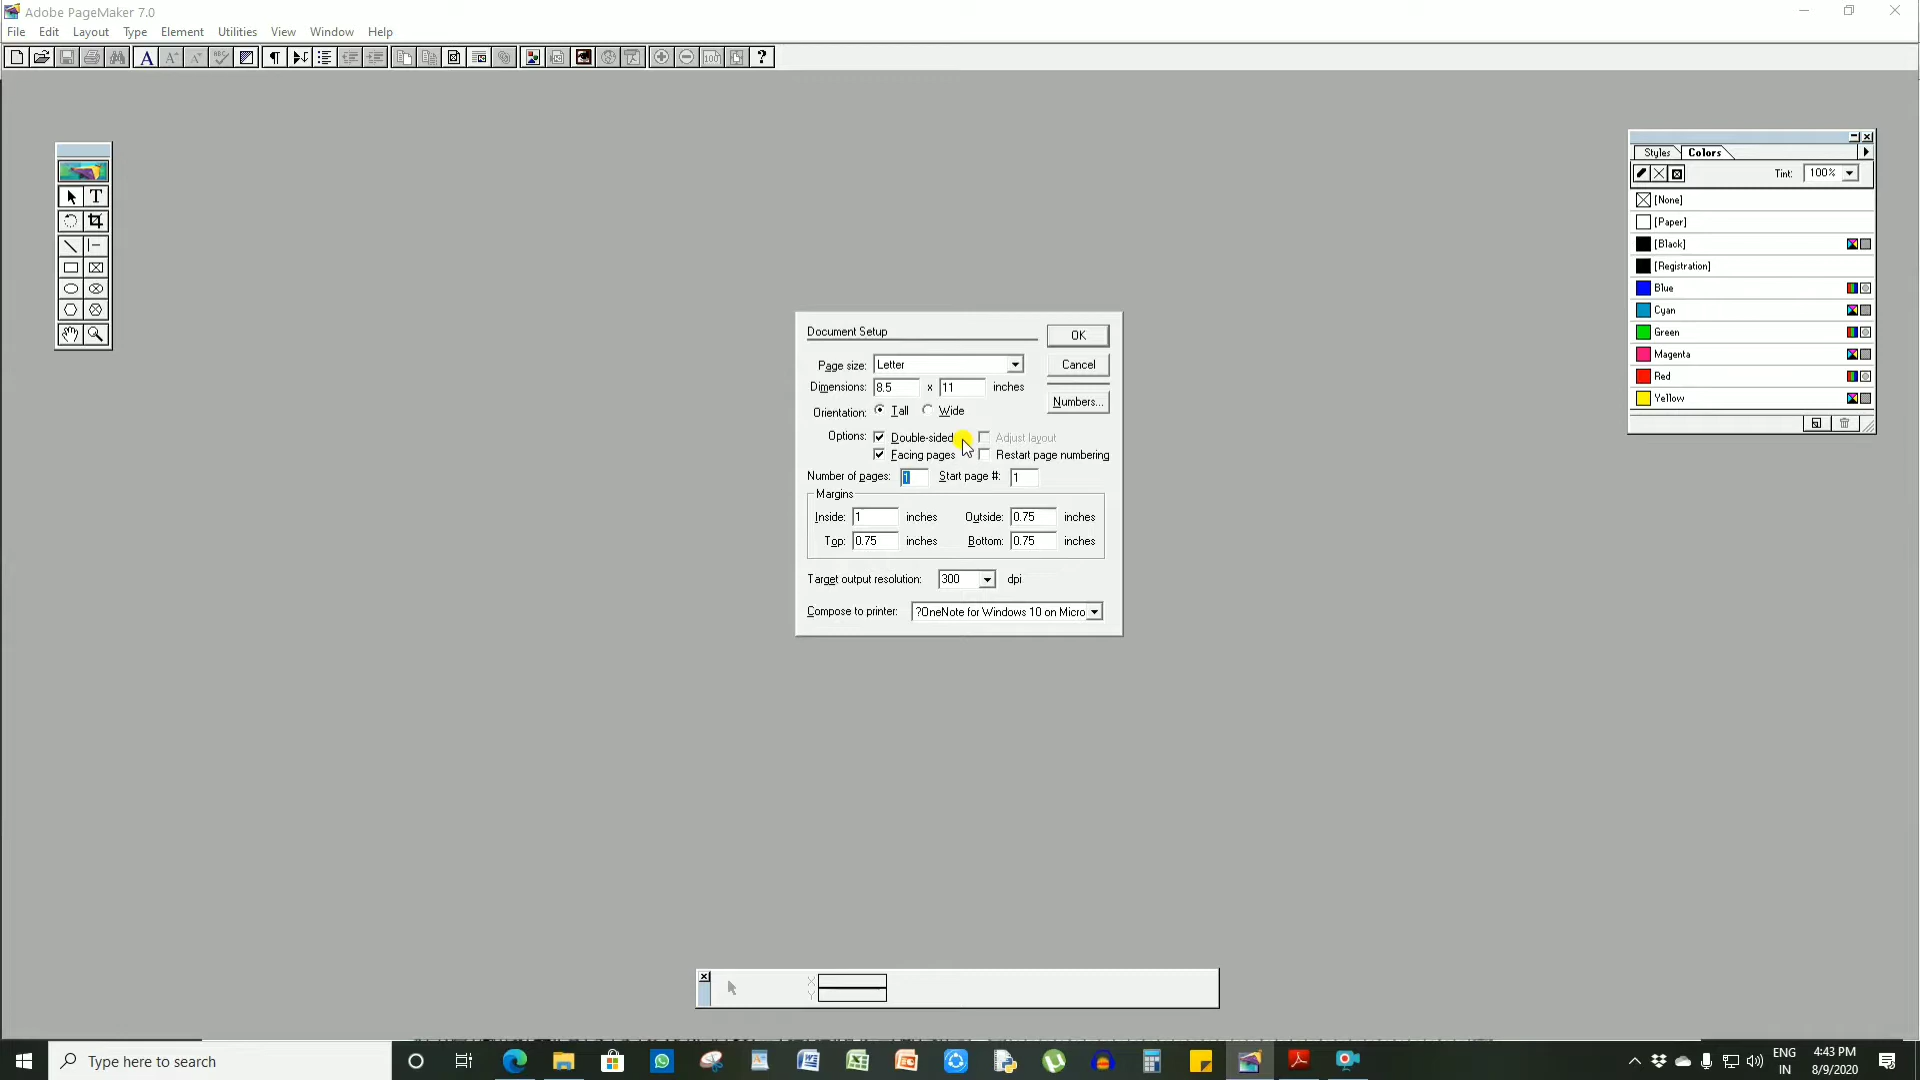 Adobe PageMaker 7.0
File Edit Layout Type Element Utilities View Window Help
Styles Colors
Tint: 100%
[None]
[Paper]
[Black]
[Registration]
Blue
Cyan
Green
Magenta
Red
Yellow
Document Setup
OK
Page size: Letter
Cancel
Dimensions: 8.5 x 11 inches
Numbers...
Orientation: Tall Wide
Options: Double-sided Adjust layout
Facing pages Restart page numbering
Number of pages: 1 Start page #: 1
Margins
Inside: 1 inches Outside: 0.75 inches
Top: 0.75 inches Bottom: 0.75 inches
Target output resolution: 300 dpi
Compose to printer: ?OneNote for Windows 10 on Micro
X
Y
Type here to search
ENG
IN
4:43 PM
8/9/2020